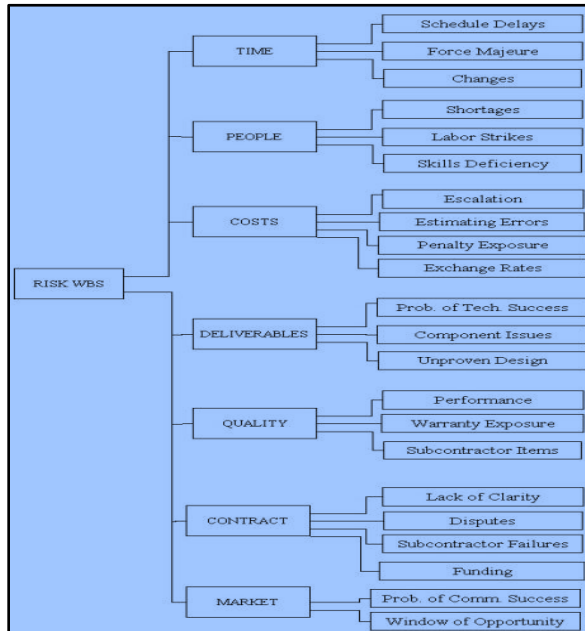 RISK WBS
TIME
Schedule Delays
Force Majeure
Changes
PEOPLE
Shortages
Labor Strikes
Skills Deficiency
COSTS
Escalation
Estimating Errors
Penalty Exposure
Exchange Rates
DELIVERABLES
Prob. of Tech. Success
Component Issues
Unproven Design
QUALITY
Performance
Warranty Exposure
Subcontractor Items
CONTRACT
Lack of Clarity
Disputes
Subcontractor Failures
Funding
MARKET
Prob. of Comm. Success
Window of Opportunity